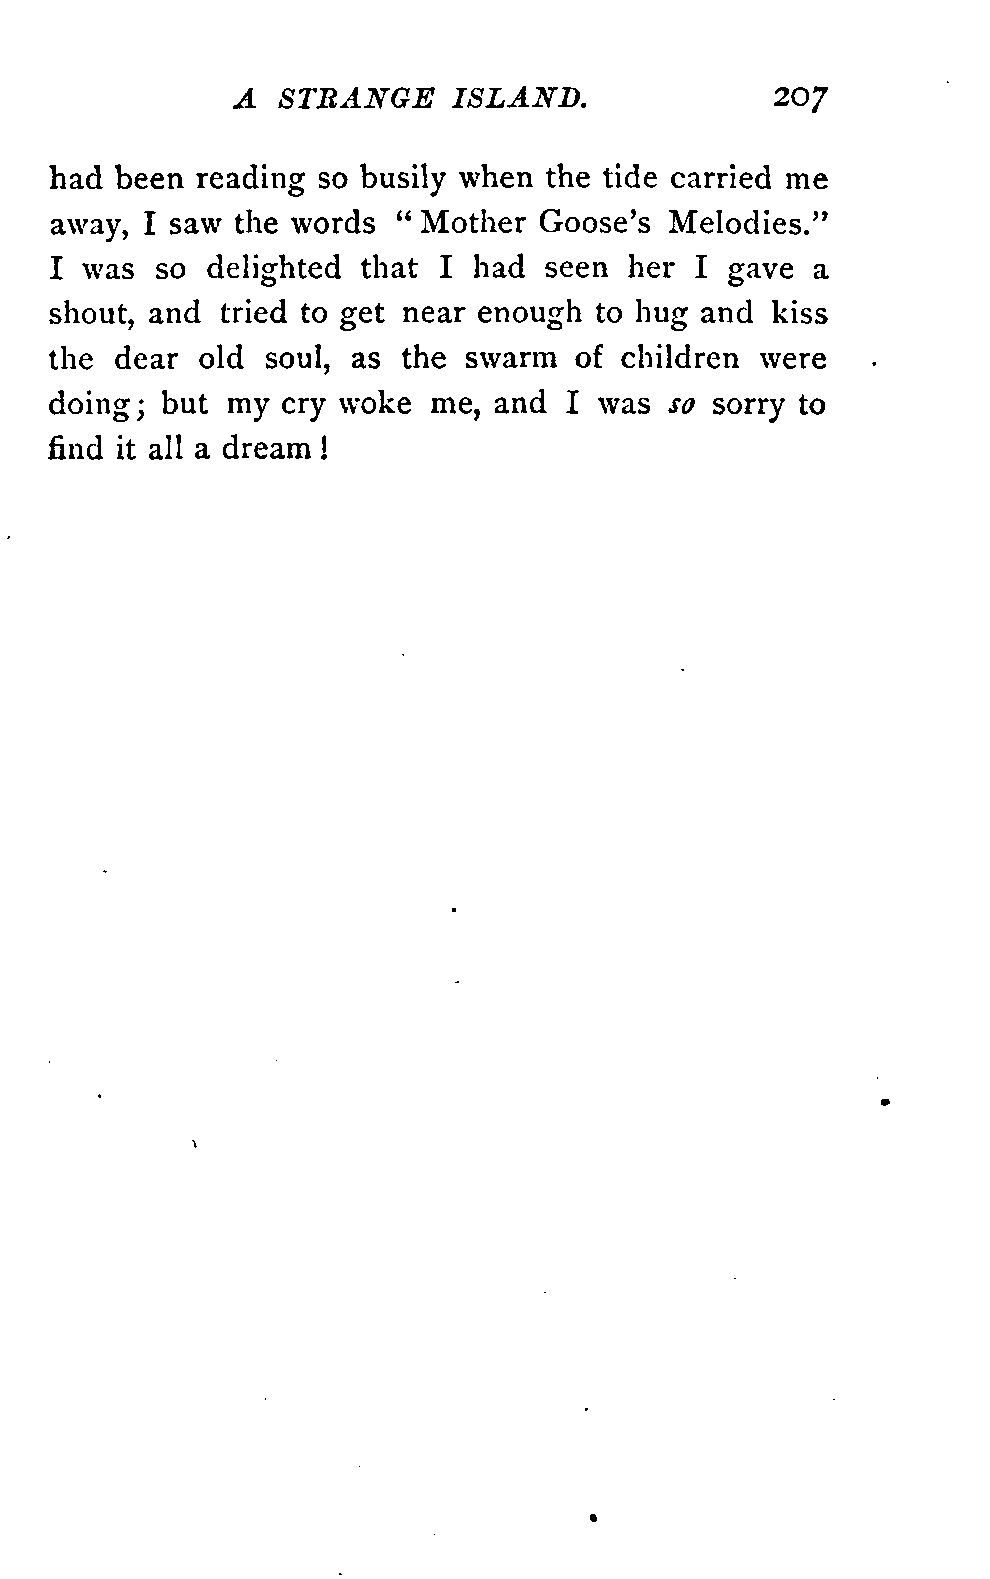 A STRANGE ISLAND. 207
had been reading so busily when the tide carried me
away, I saw the words “Mother Goose’s Melodies.”
I was so delighted that I had seen her I gave a
shout, and tried to get near enough to hug and kiss
the dear old soul, as the swarm of children were
doing; but my cry woke me, and I was so sorry to
find it all a dream!